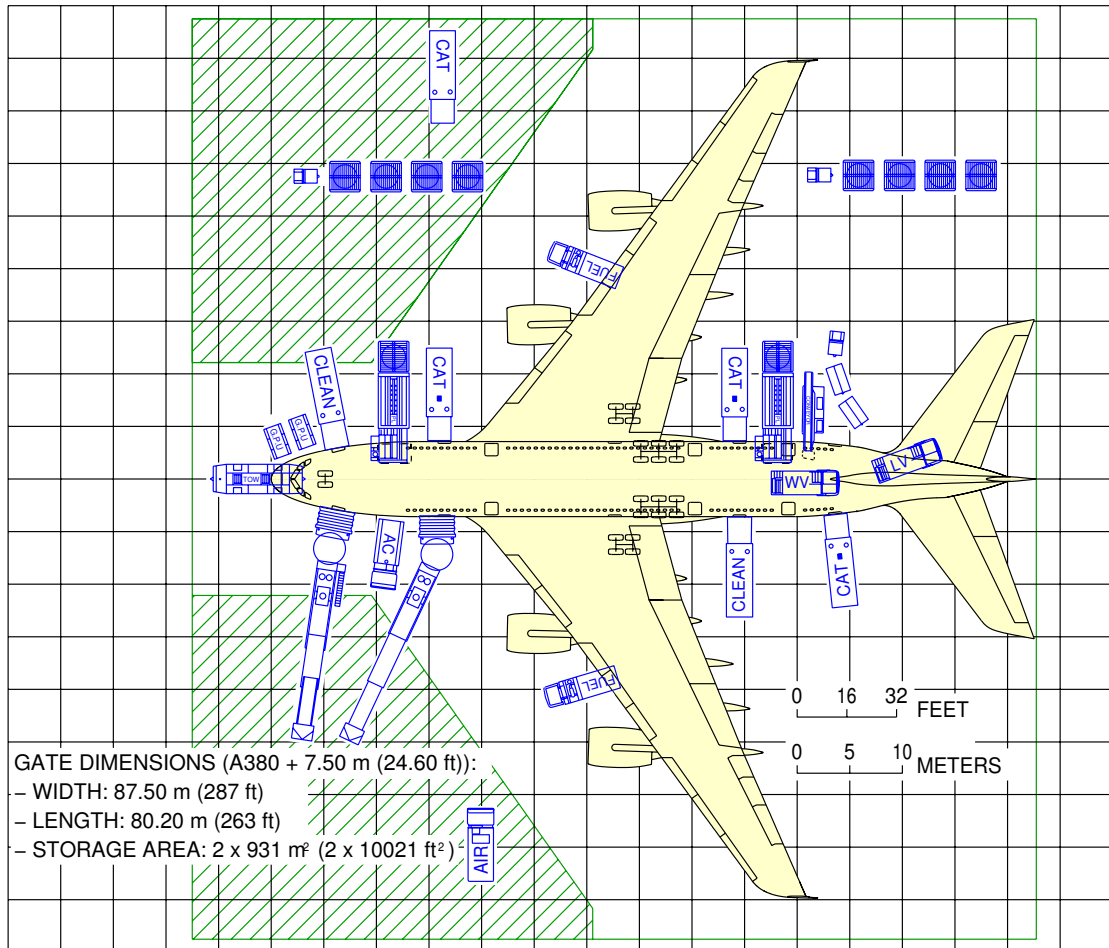 CAT
FUEL
CLEAN
CAT
CAT
GPU
GPU
TOW
WV
LV
AC
CLEAN
CAT
FUEL
0 16 32
FEET
0 5 10
METERS
GATE DIMENSIONS (A380 + 7.50 m (24.60 ft)):
– WIDTH: 87.50 m (287 ft)
– LENGTH: 80.20 m (263 ft)
– STORAGE AREA: 2 x 931 m² (2 x 10021 ft²)
AIR